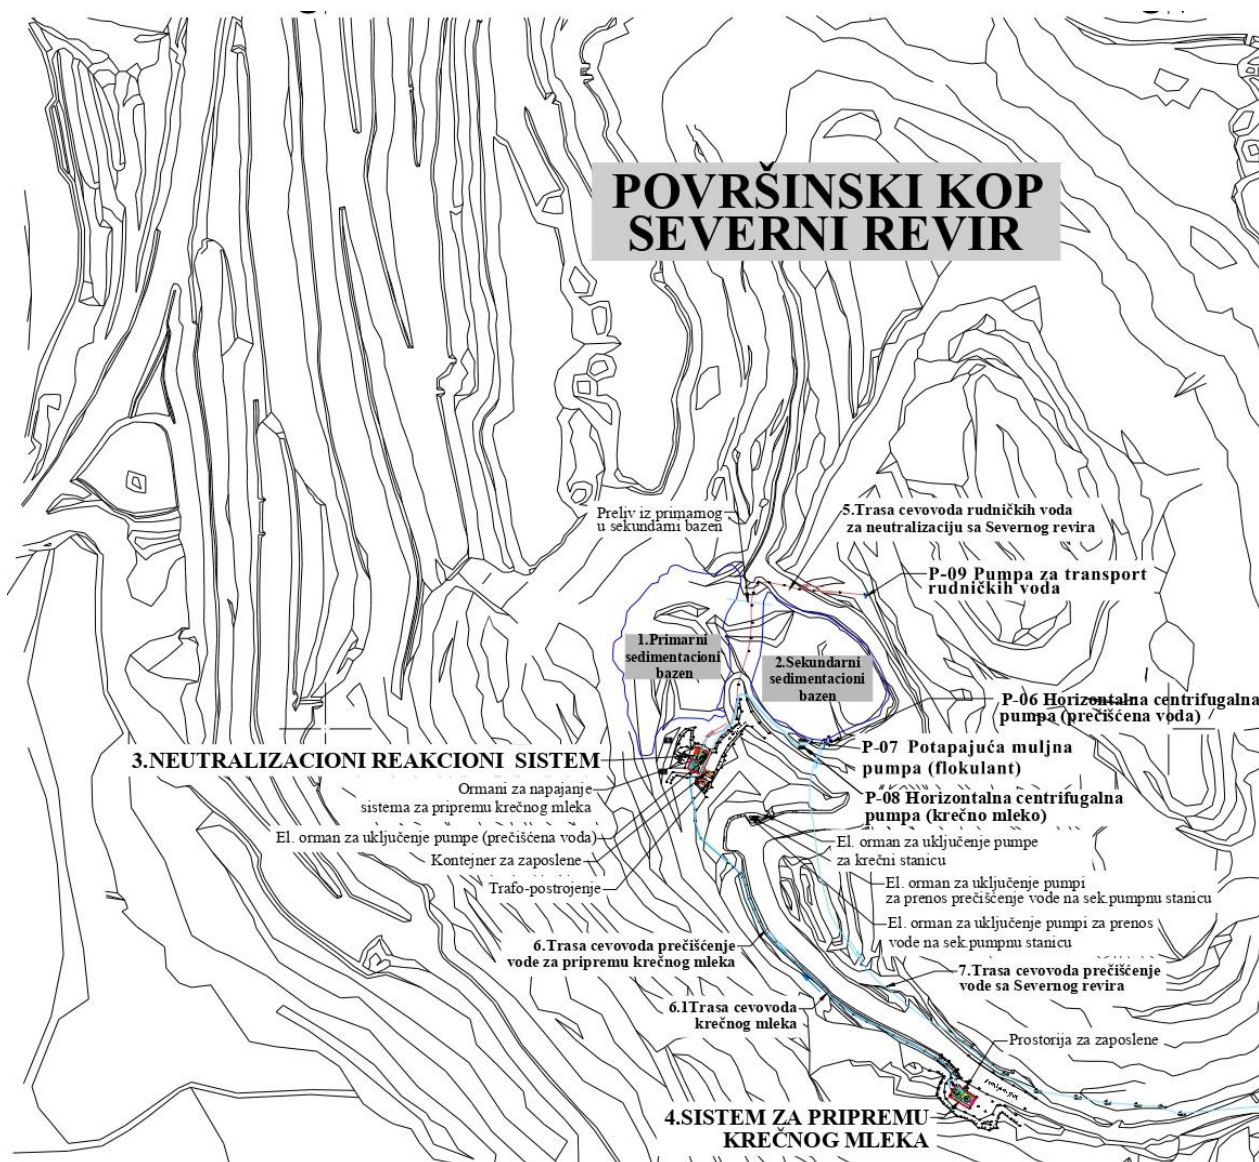 POVRŠINSKI KOP
SEVERNI REVIR
Preliv iz primarnog
u sekundarni bazen
5.Trasa cevovoda rudničkih voda
za neutralizaciju sa Severnog revira
P-09 Pumpa za transport
rudničkih voda
1.Primarni
sedimentacioni
bazen
2.Sekundarni
sedimentacioni
bazen
P-06 Horizontalna centrifugalna
pumpa (prečišćena voda)
P-07 Potapajuća muljna
pumpa (flokulant)
3.NEUTRALIZACIONI REAKCIONI SISTEM
Ormani za napajanje
sistema za pripremu krečnog mleka
P-08 Horizontalna centrifugalna
pumpa (krečno mleko)
El. orman za uključenje pumpe (prečišćena voda)
Kontejner za zaposlene
Trafo-postrojenje
El. orman za uključenje pumpe
za krečni stanicu
El. orman za uključenje pumpi
za prenos prečišćenje vode na sek.pumpnu stanicu
El. orman za uključenje pumpi za prenos
vode na sek.pumpnu stanicu
6.Trasa cevovoda prečišćenje
vode za pripremu krečnog mleka
7.Trasa cevovoda prečišćenje
vode sa Severnog revira
6.1Trasa cevovoda
krečnog mleka
Prostorija za zaposlene
4.SISTEM ZA PRIPREMU
KREČNOG MLEKA